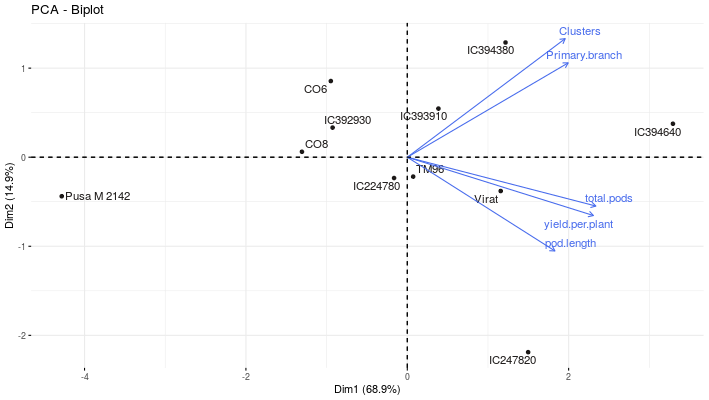 PCA - Biplot
Clusters
IC394380
Primary.branch
1
CO6
IC393910
IC392930
IC394640
CO8
0
TM96
IC224780
Pusa M 2142
Virat
total.pods
yield.per.plant
pod.length
-1
-2
IC247820
-4
-2
0
2
Dim1 (68.9%)
Dim2 (14.9%)